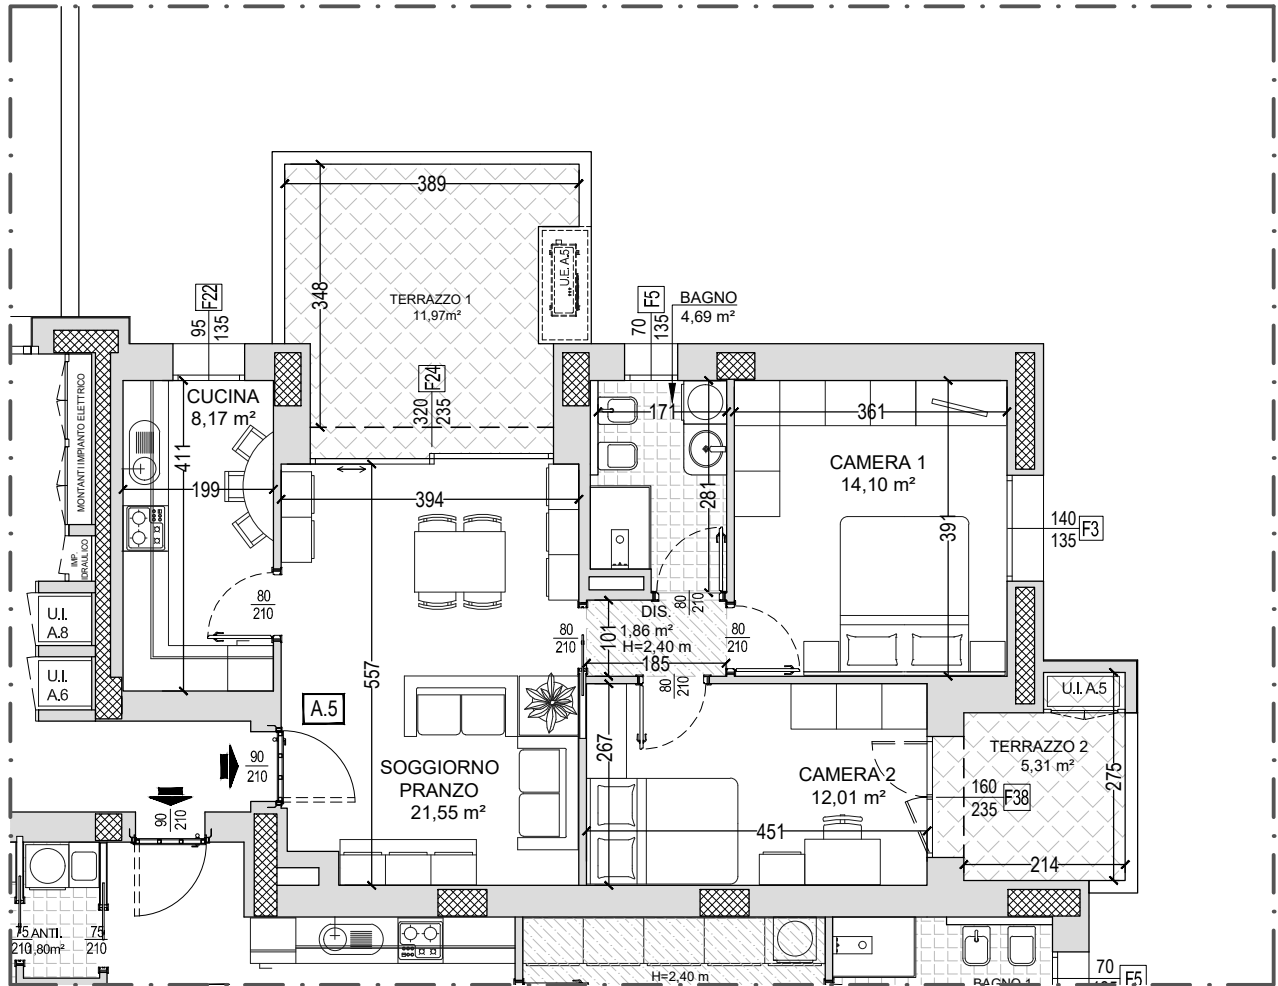 389
348
U.E. A.5
TERRAZZO 1
11,97m²
F22
95
135
F5
70
135
BAGNO
4,69 m²
F24
320
235
MONTANTI IMPIANTO ELETTRICO
CUCINA
8,17 m²
411
199
394
171
281
361
CAMERA 1
14,10 m²
391
140
135
F3
IMP.
IDRAULICO
U.I.
A.8
U.I.
A.6
80
210
80
210
101
DIS.
1,86 m²
H=2,40 m
185
80
210
80
210
80
210
557
A.5
U.I. A.5
TERRAZZO 2
5,31 m²
275
90
210
90
210
SOGGIORNO
PRANZO
21,55 m²
267
CAMERA 2
12,01 m²
451
160
235
F38
214
75
210
ANTI.
1,80m²
75
210
H=2,40 m
BAGNO 1
70
F5